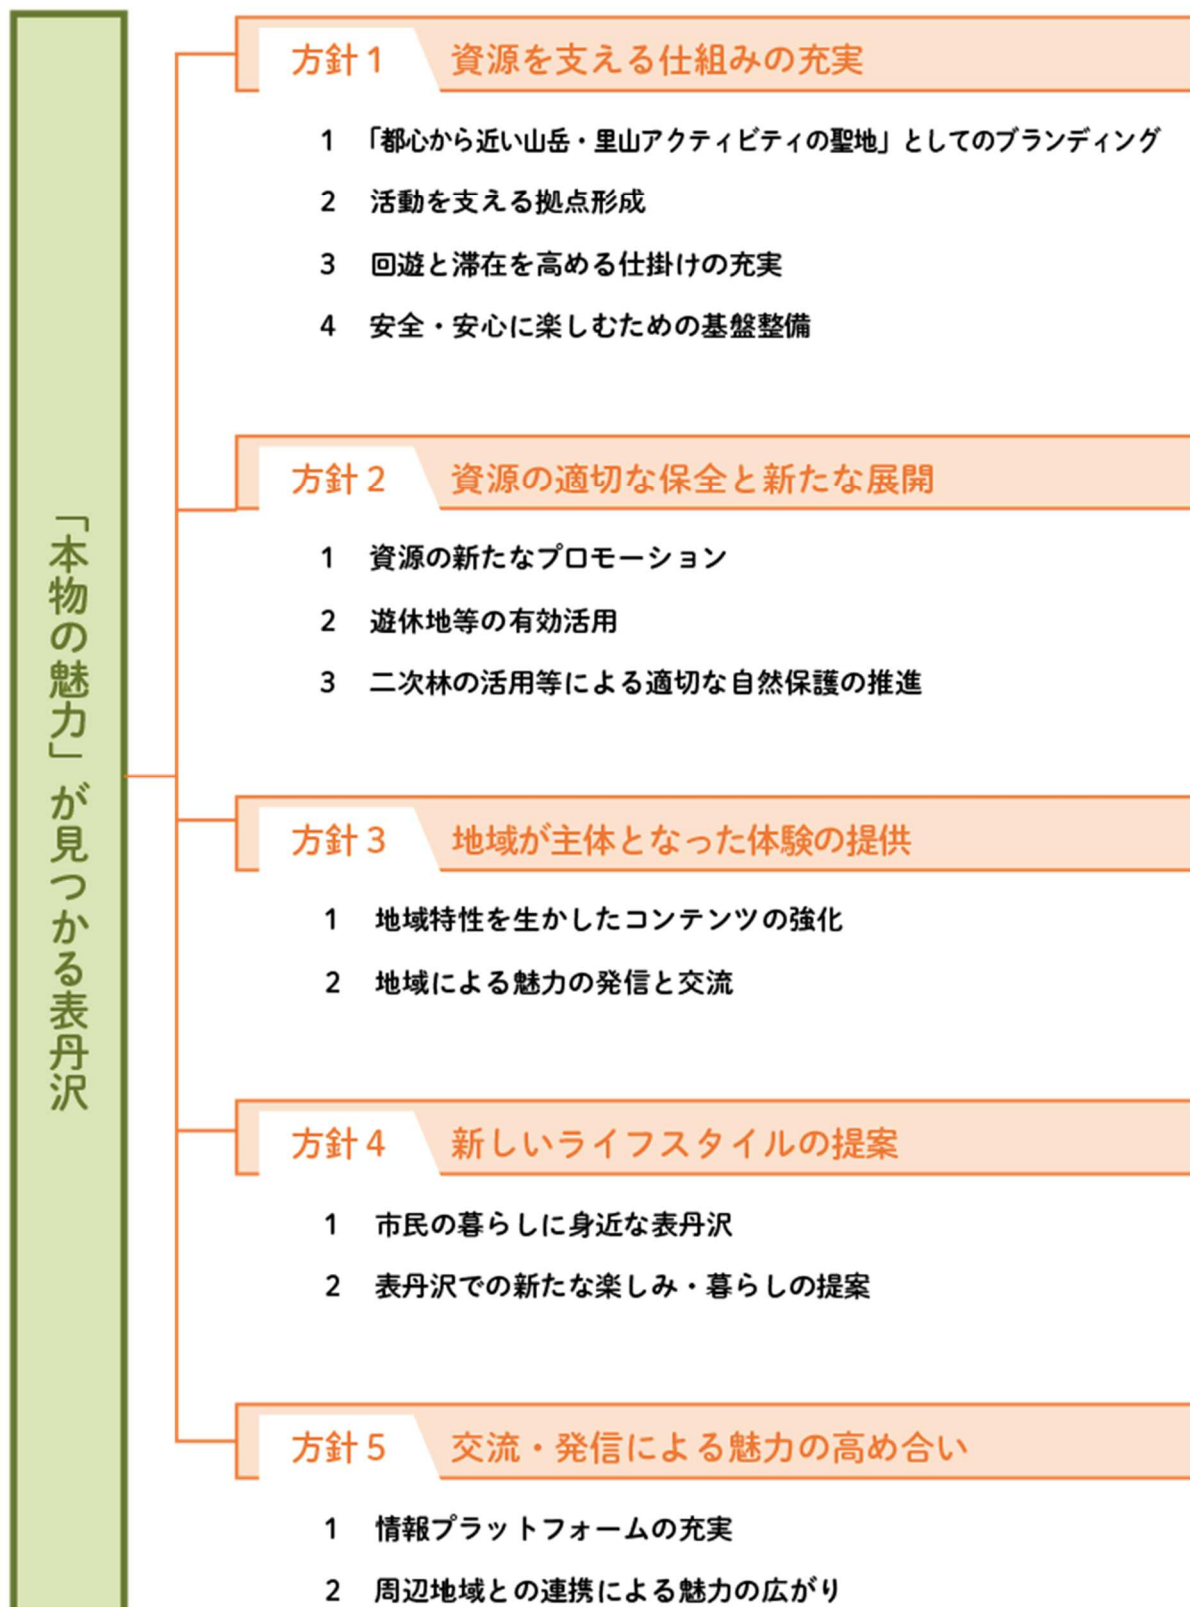 「本物の魅力」が見つかる表丹沢
方針1 資源を支える仕組みの充実
1 「都心から近い山岳・里山アクティビティの聖地」としてのブランディング
2 活動を支える拠点形成
3 回遊と滞在を高める仕掛けの充実
4 安全・安心に楽しむための基盤整備
方針2 資源の適切な保全と新たな展開
1 資源の新たなプロモーション
2 遊休地等の有効活用
3 二次林の活用等による適切な自然保護の推進
方針3 地域が主体となった体験の提供
1 地域特性を生かしたコンテンツの強化
2 地域による魅力の発信と交流
方針4 新しいライフスタイルの提案
1 市民の暮らしに身近な表丹沢
2 表丹沢での新たな楽しみ・暮らしの提案
方針5 交流・発信による魅力の高め合い
1 情報プラットフォームの充実
2 周辺地域との連携による魅力の広がり